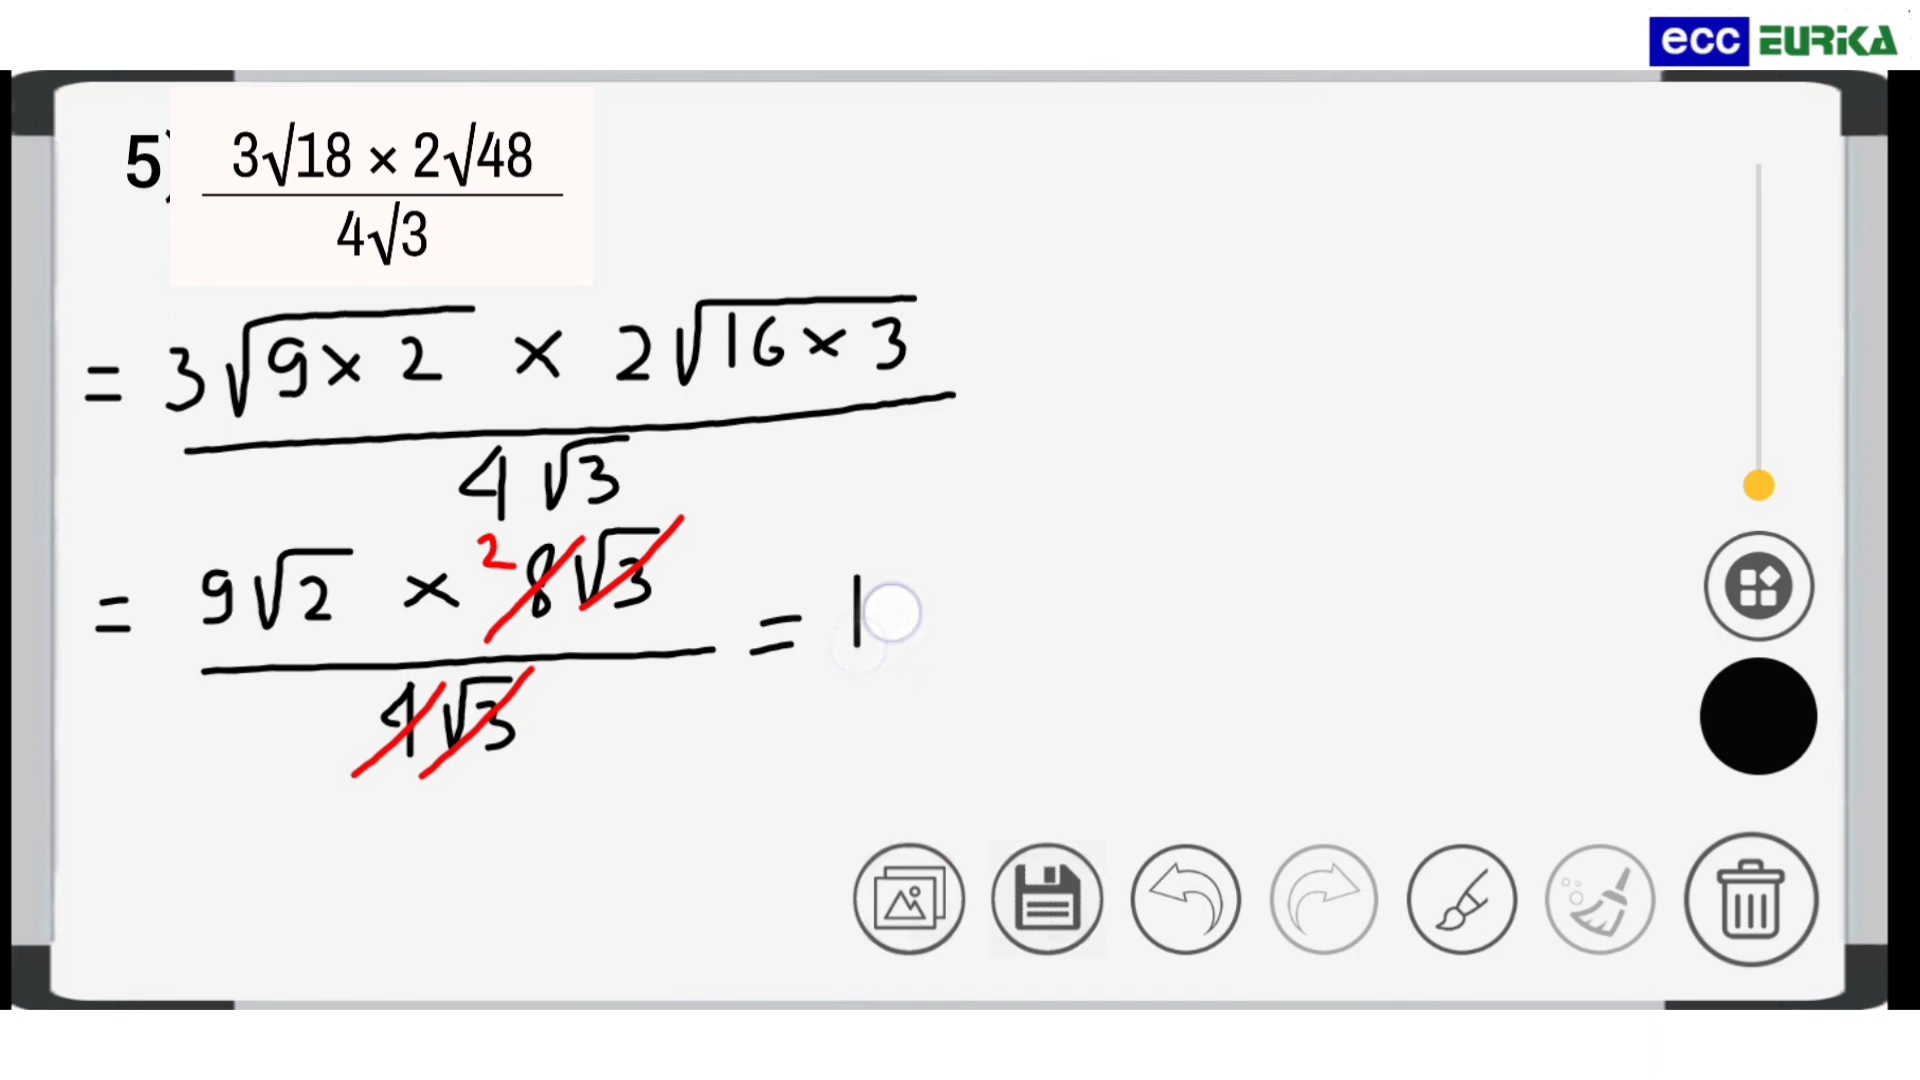 ecc EURiKA
5) 3√18 × 2√48
4√3
= 3√9 × 2 × 2√16 × 3
4√3
= 9√2 × 2 8√3 = 1
4√3